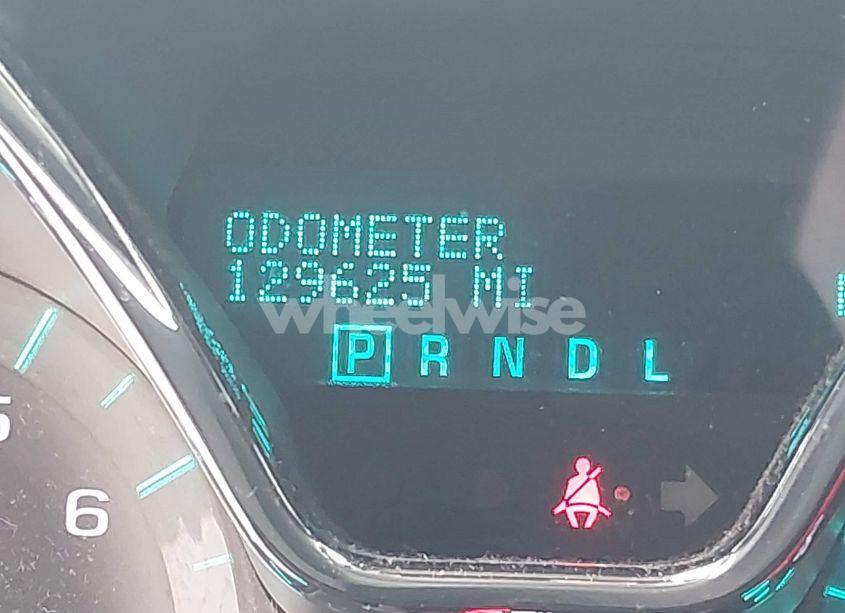 ODOMETER
129625 MI
wheelwise
P R N D L
5
6